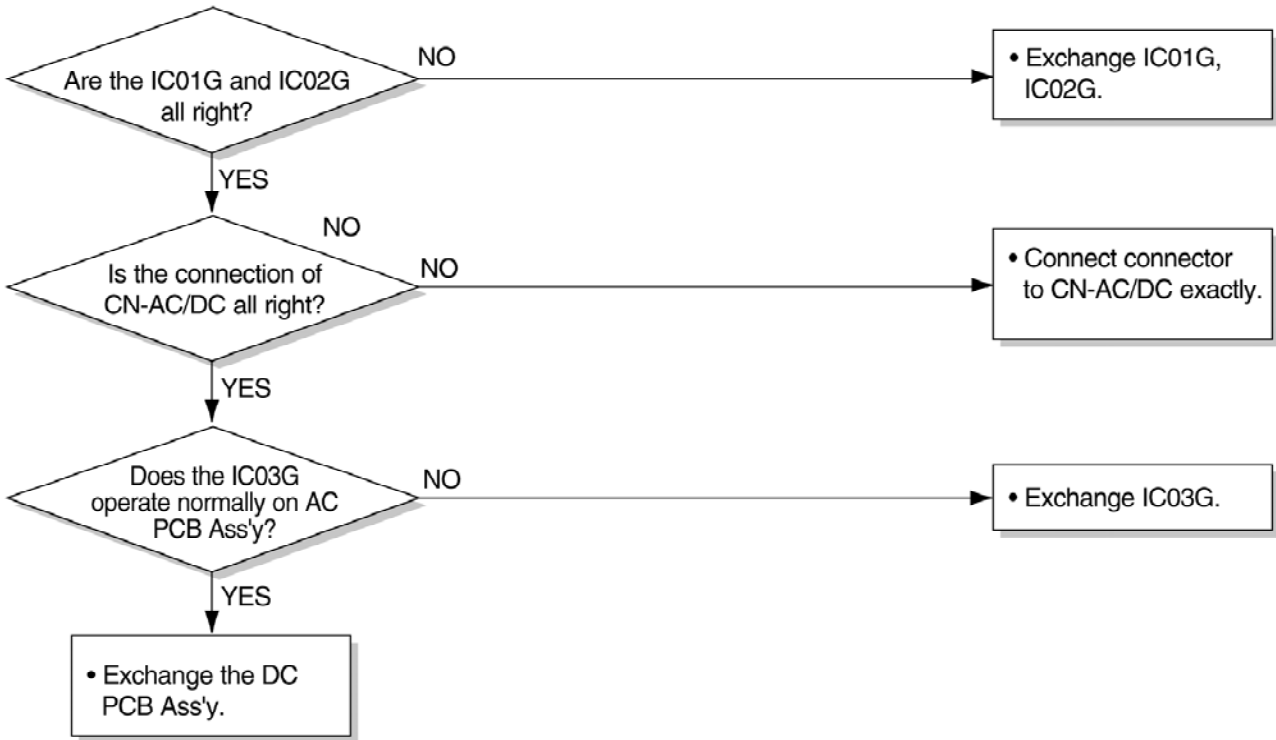 Are the IC01G and IC02G
all right?
NO
• Exchange IC01G,
IC02G.
YES
NO
Is the connection of
CN-AC/DC all right?
NO
• Connect connector
to CN-AC/DC exactly.
YES
Does the IC03G
operate normally on AC
PCB Ass'y?
NO
• Exchange IC03G.
YES
• Exchange the DC
PCB Ass'y.